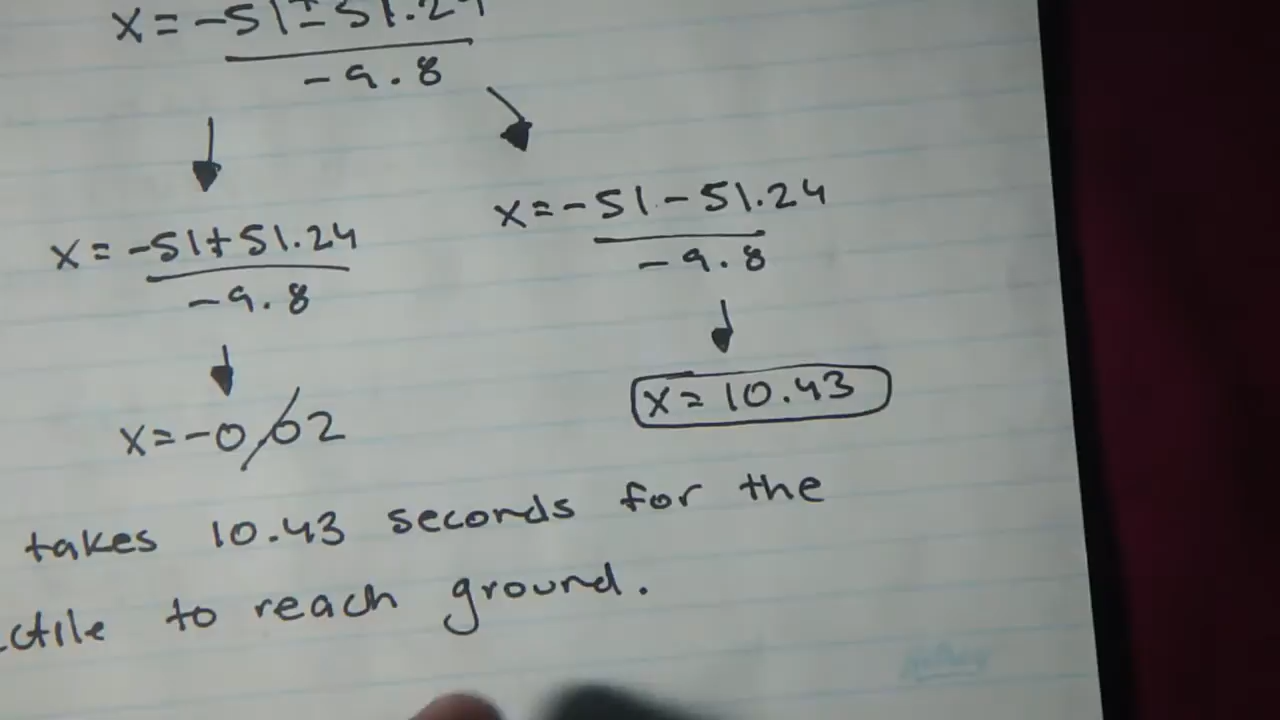 x = -51 ± 51.24
-9.8
x = -51 + 51.24
-9.8
x = -51 - 51.24
-9.8
x = -0.02
x = 10.43
takes 10.43 seconds for the
ctile to reach ground.